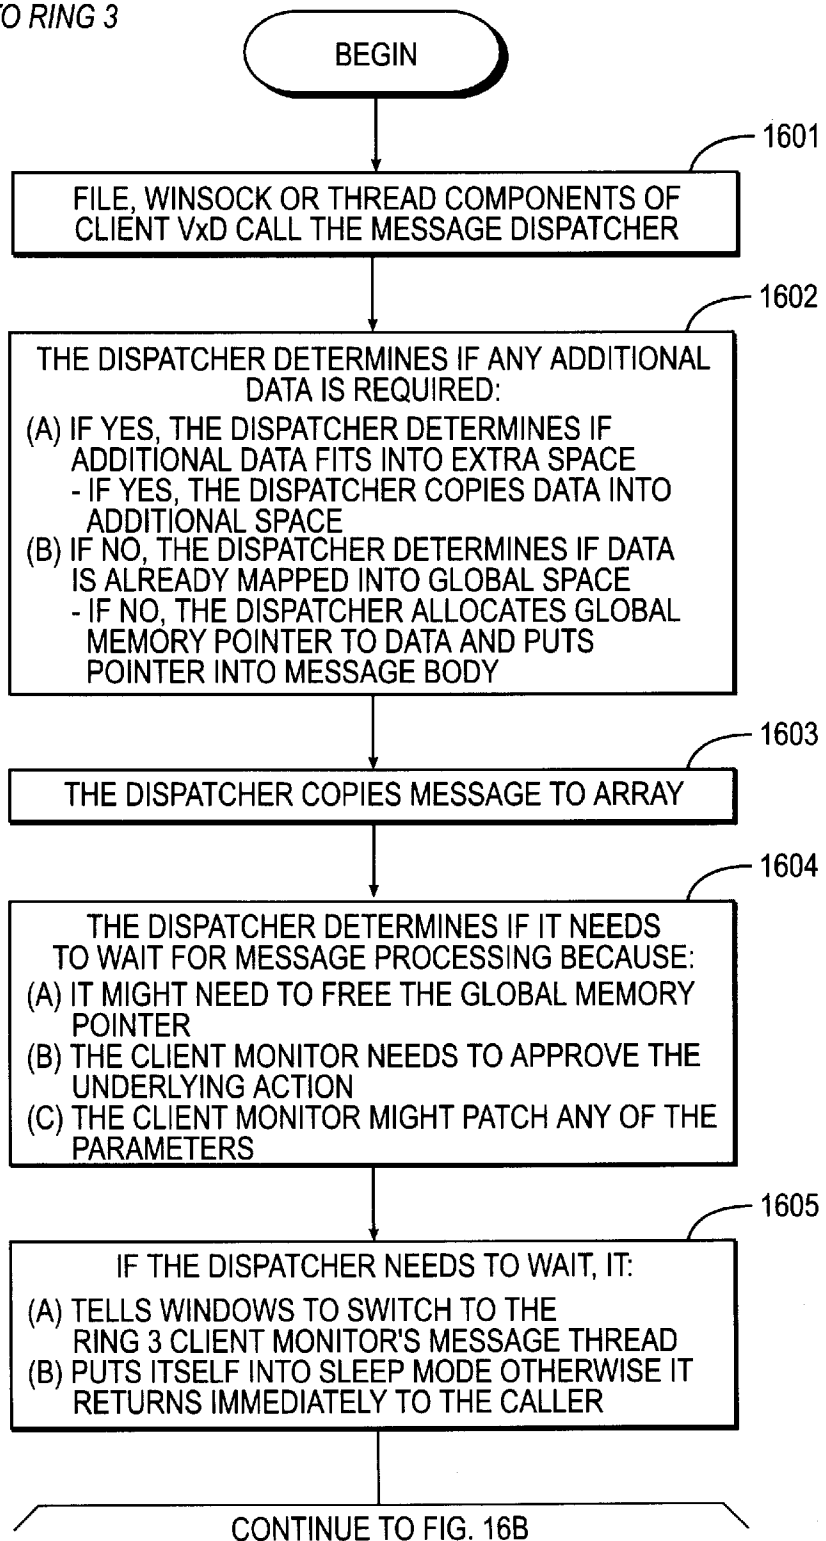 TO RING 3
BEGIN
1601
FILE, WINSOCK OR THREAD COMPONENTS OF
CLIENT VxD CALL THE MESSAGE DISPATCHER
1602
THE DISPATCHER DETERMINES IF ANY ADDITIONAL
DATA IS REQUIRED:
(A) IF YES, THE DISPATCHER DETERMINES IF
ADDITIONAL DATA FITS INTO EXTRA SPACE
- IF YES, THE DISPATCHER COPIES DATA INTO
ADDITIONAL SPACE
(B) IF NO, THE DISPATCHER DETERMINES IF DATA
IS ALREADY MAPPED INTO GLOBAL SPACE
- IF NO, THE DISPATCHER ALLOCATES GLOBAL
MEMORY POINTER TO DATA AND PUTS
POINTER INTO MESSAGE BODY
1603
THE DISPATCHER COPIES MESSAGE TO ARRAY
1604
THE DISPATCHER DETERMINES IF IT NEEDS
TO WAIT FOR MESSAGE PROCESSING BECAUSE:
(A) IT MIGHT NEED TO FREE THE GLOBAL MEMORY
POINTER
(B) THE CLIENT MONITOR NEEDS TO APPROVE THE
UNDERLYING ACTION
(C) THE CLIENT MONITOR MIGHT PATCH ANY OF THE
PARAMETERS
1605
IF THE DISPATCHER NEEDS TO WAIT, IT:
(A) TELLS WINDOWS TO SWITCH TO THE
RING 3 CLIENT MONITOR'S MESSAGE THREAD
(B) PUTS ITSELF INTO SLEEP MODE OTHERWISE IT
RETURNS IMMEDIATELY TO THE CALLER
CONTINUE TO FIG. 16B